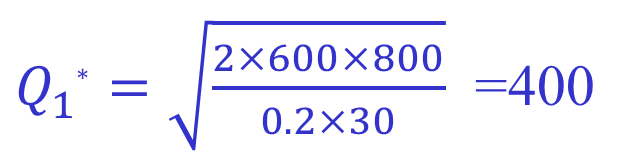 Q₁* = √((2×600×800)/(0.2×30)) =400